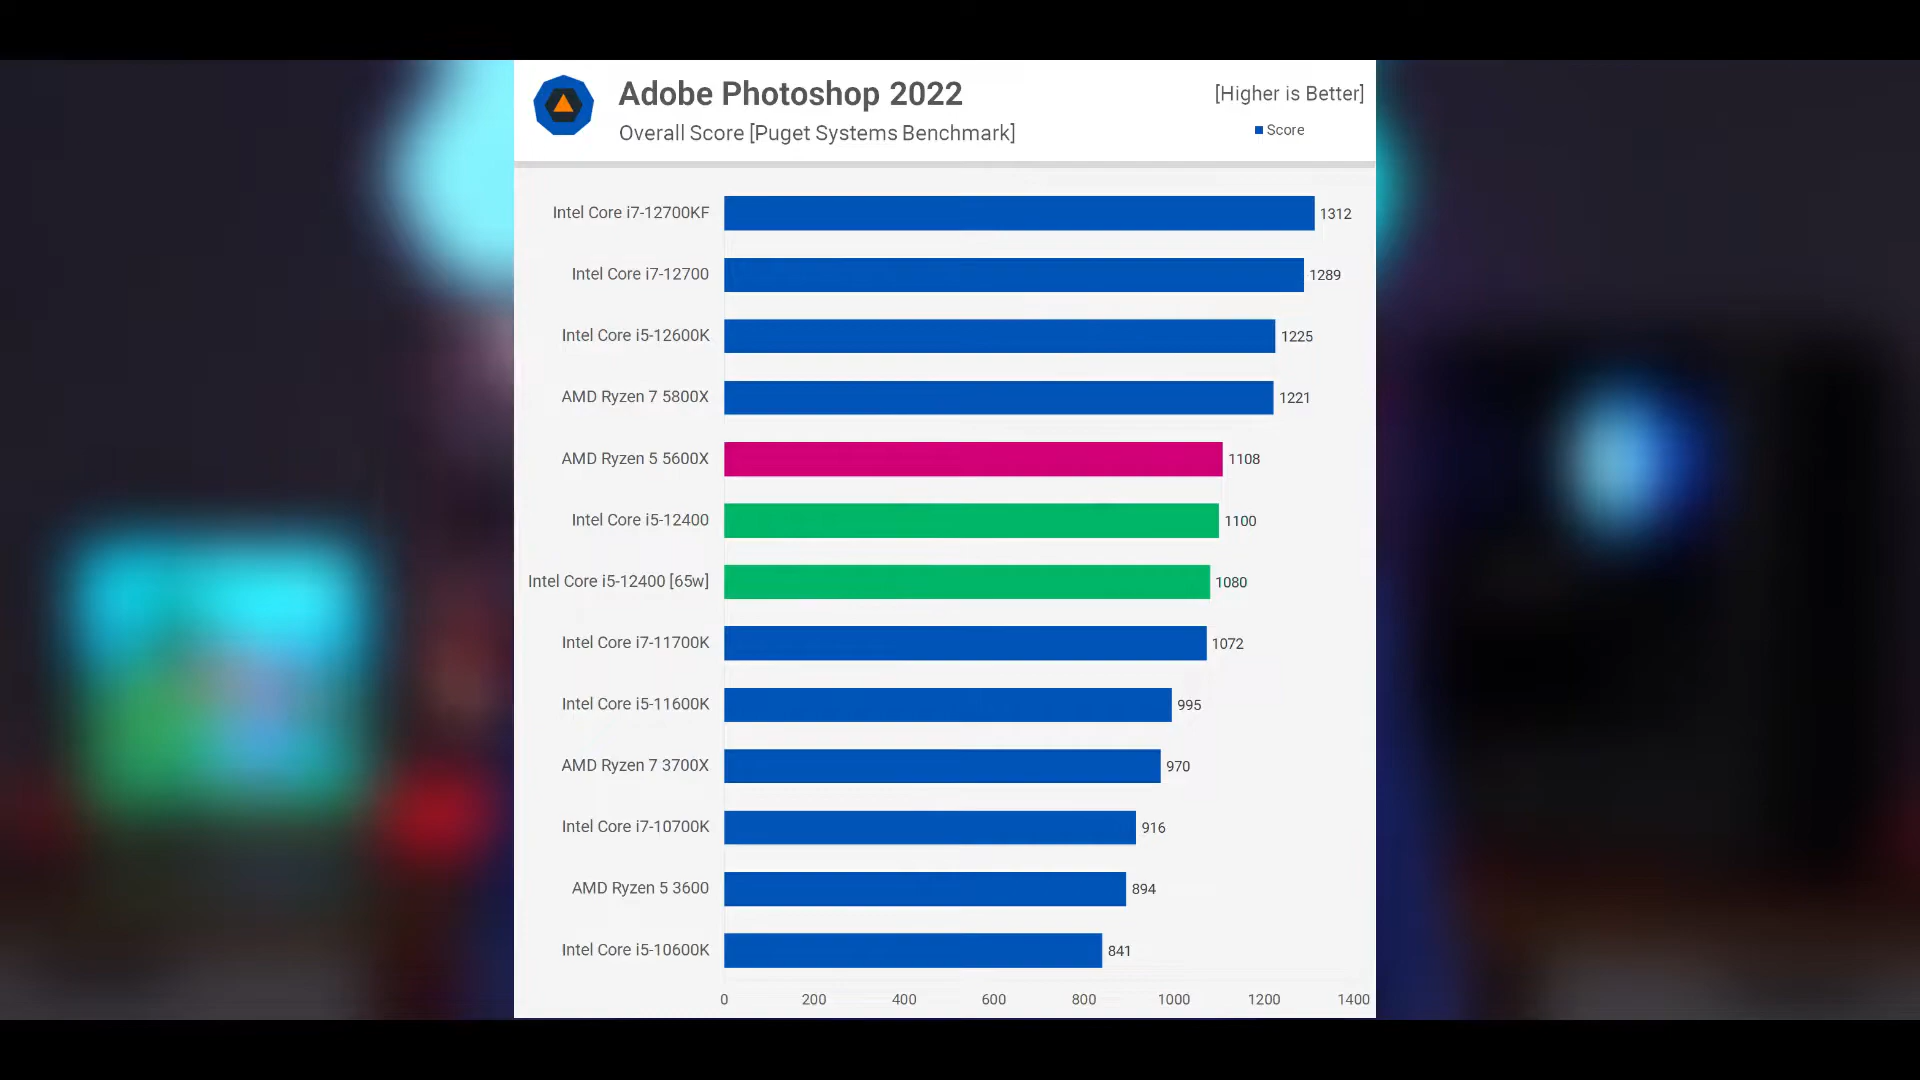 Adobe Photoshop 2022
[Higher is Better]
Overall Score [Puget Systems Benchmark]
Score
Intel Core i7-12700KF 1312
Intel Core i7-12700 1289
Intel Core i5-12600K 1225
AMD Ryzen 7 5800X 1221
AMD Ryzen 5 5600X 1108
Intel Core i5-12400 1100
Intel Core i5-12400 [65w] 1080
Intel Core i7-11700K 1072
Intel Core i5-11600K 995
AMD Ryzen 7 3700X 970
Intel Core i7-10700K 916
AMD Ryzen 5 3600 894
Intel Core i5-10600K 841
0 200 400 600 800 1000 1200 1400